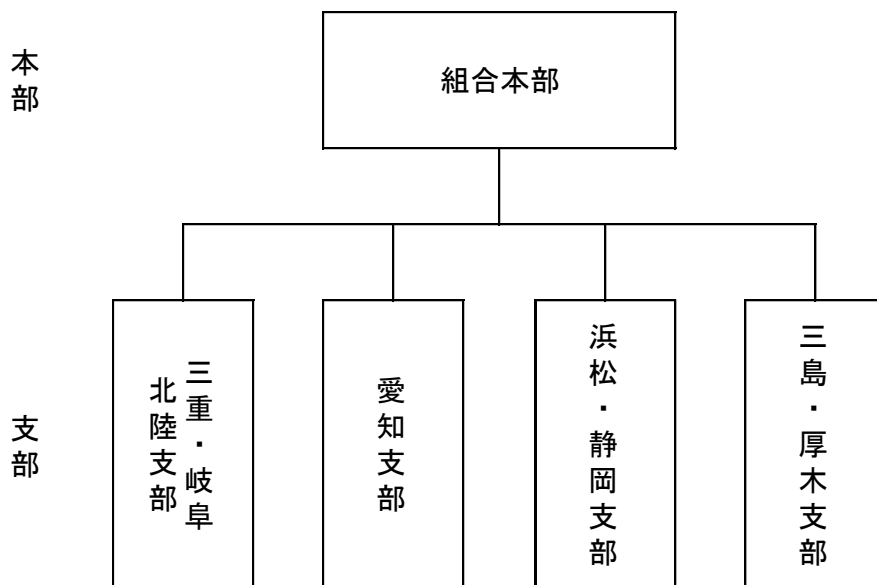 本部
組合本部
支部
三重・岐阜
北陸支部
愛知支部
浜松・静岡支部
三島・厚木支部